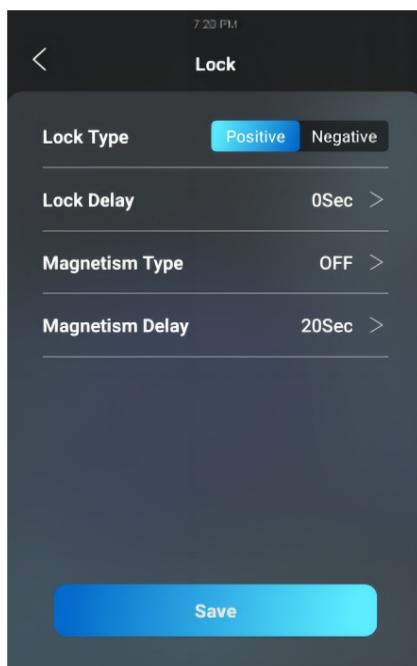 7:20 PM
Lock
Lock Type Positive Negative
Lock Delay 0Sec >
Magnetism Type OFF >
Magnetism Delay 20Sec >
Save